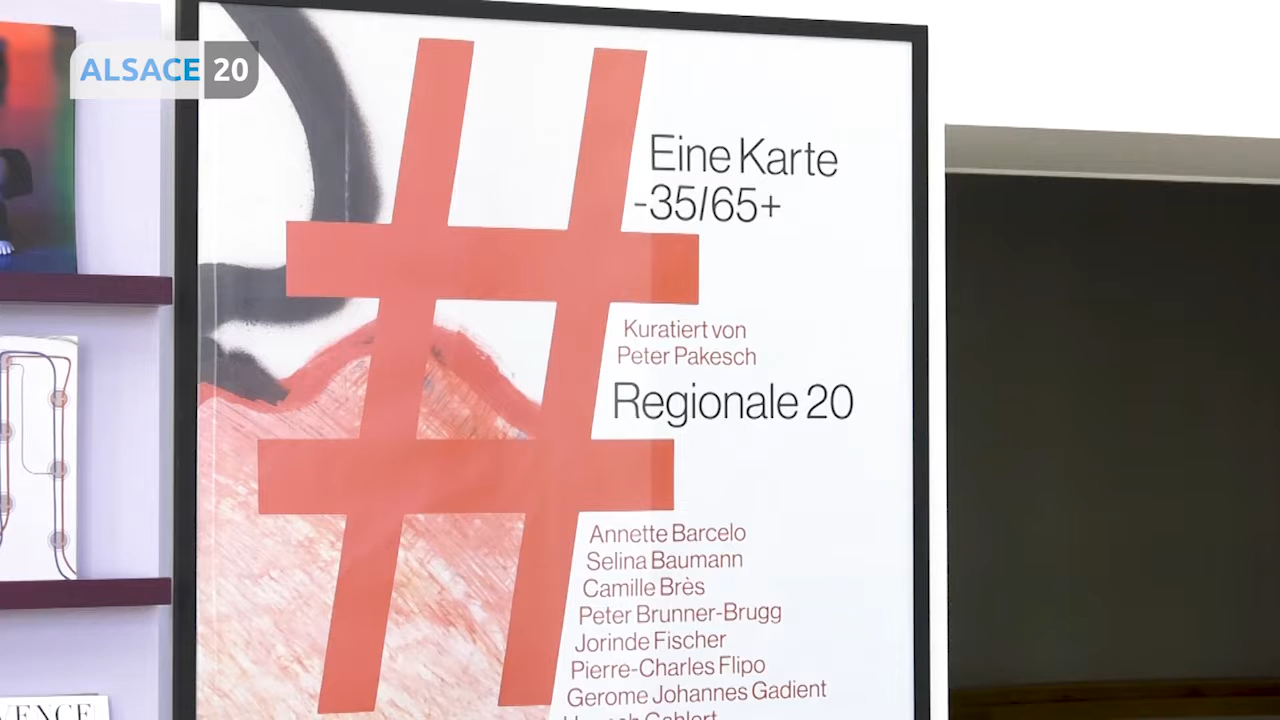 ALSACE 20
Eine Karte
-35/65+
Kuratiert von
Peter Pakesch
Regionale 20
Annette Barcelo
Selina Baumann
Camille Brès
Peter Brunner-Brugg
Jorinde Fischer
Pierre-Charles Flipo
Gerome Johannes Gadient